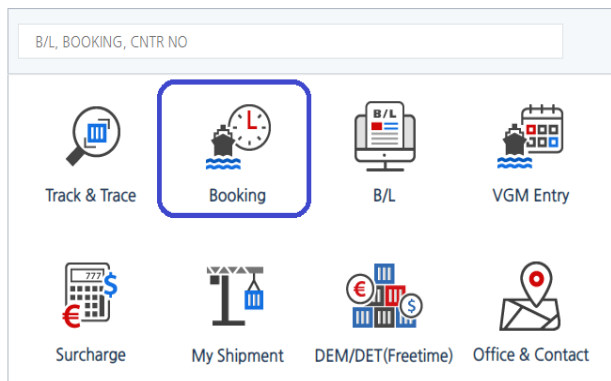 B/L, BOOKING, CNTR NO
B/L
Track & Trace
Booking
B/L
VGM Entry
777
$
€
€
$
Surcharge
My Shipment
DEM/DET(Freetime)
Office & Contact